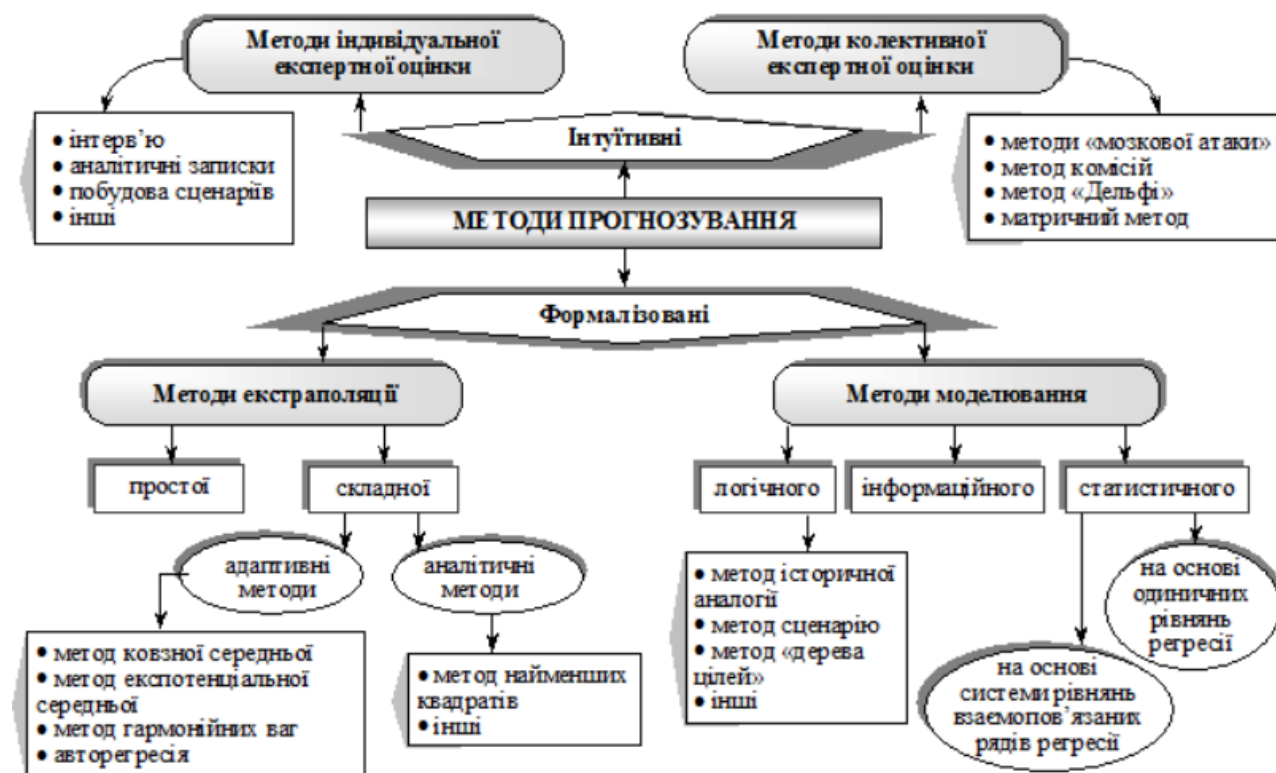 Методи індивідуальної
експертної оцінки
Методи колективної
експертної оцінки
• інтерв’ю
• аналітичні записки
• побудова сценаріїв
• інші
Інтуїтивні
• методи «мозкової атаки»
• метод комісій
• метод «Дельфі»
• матричний метод
МЕТОДИ ПРОГНОЗУВАННЯ
Формалізовані
Методи екстраполяції
Методи моделювання
простої
складної
логічного
інформаційного
статистичного
адаптивні
методи
аналітичні
методи
• метод ковзної середньої
• метод експотенціальної
середньої
• метод гармонійних ваг
• авторегресія
• метод найменших
квадратів
• інші
• метод історичної
аналогії
• метод сценарію
• метод «дерева
цілей»
• інші
на основі
системи рівнянь
взаємопов’язаних
рядів регресії
на основі
одиничних
рівнянь
регресії